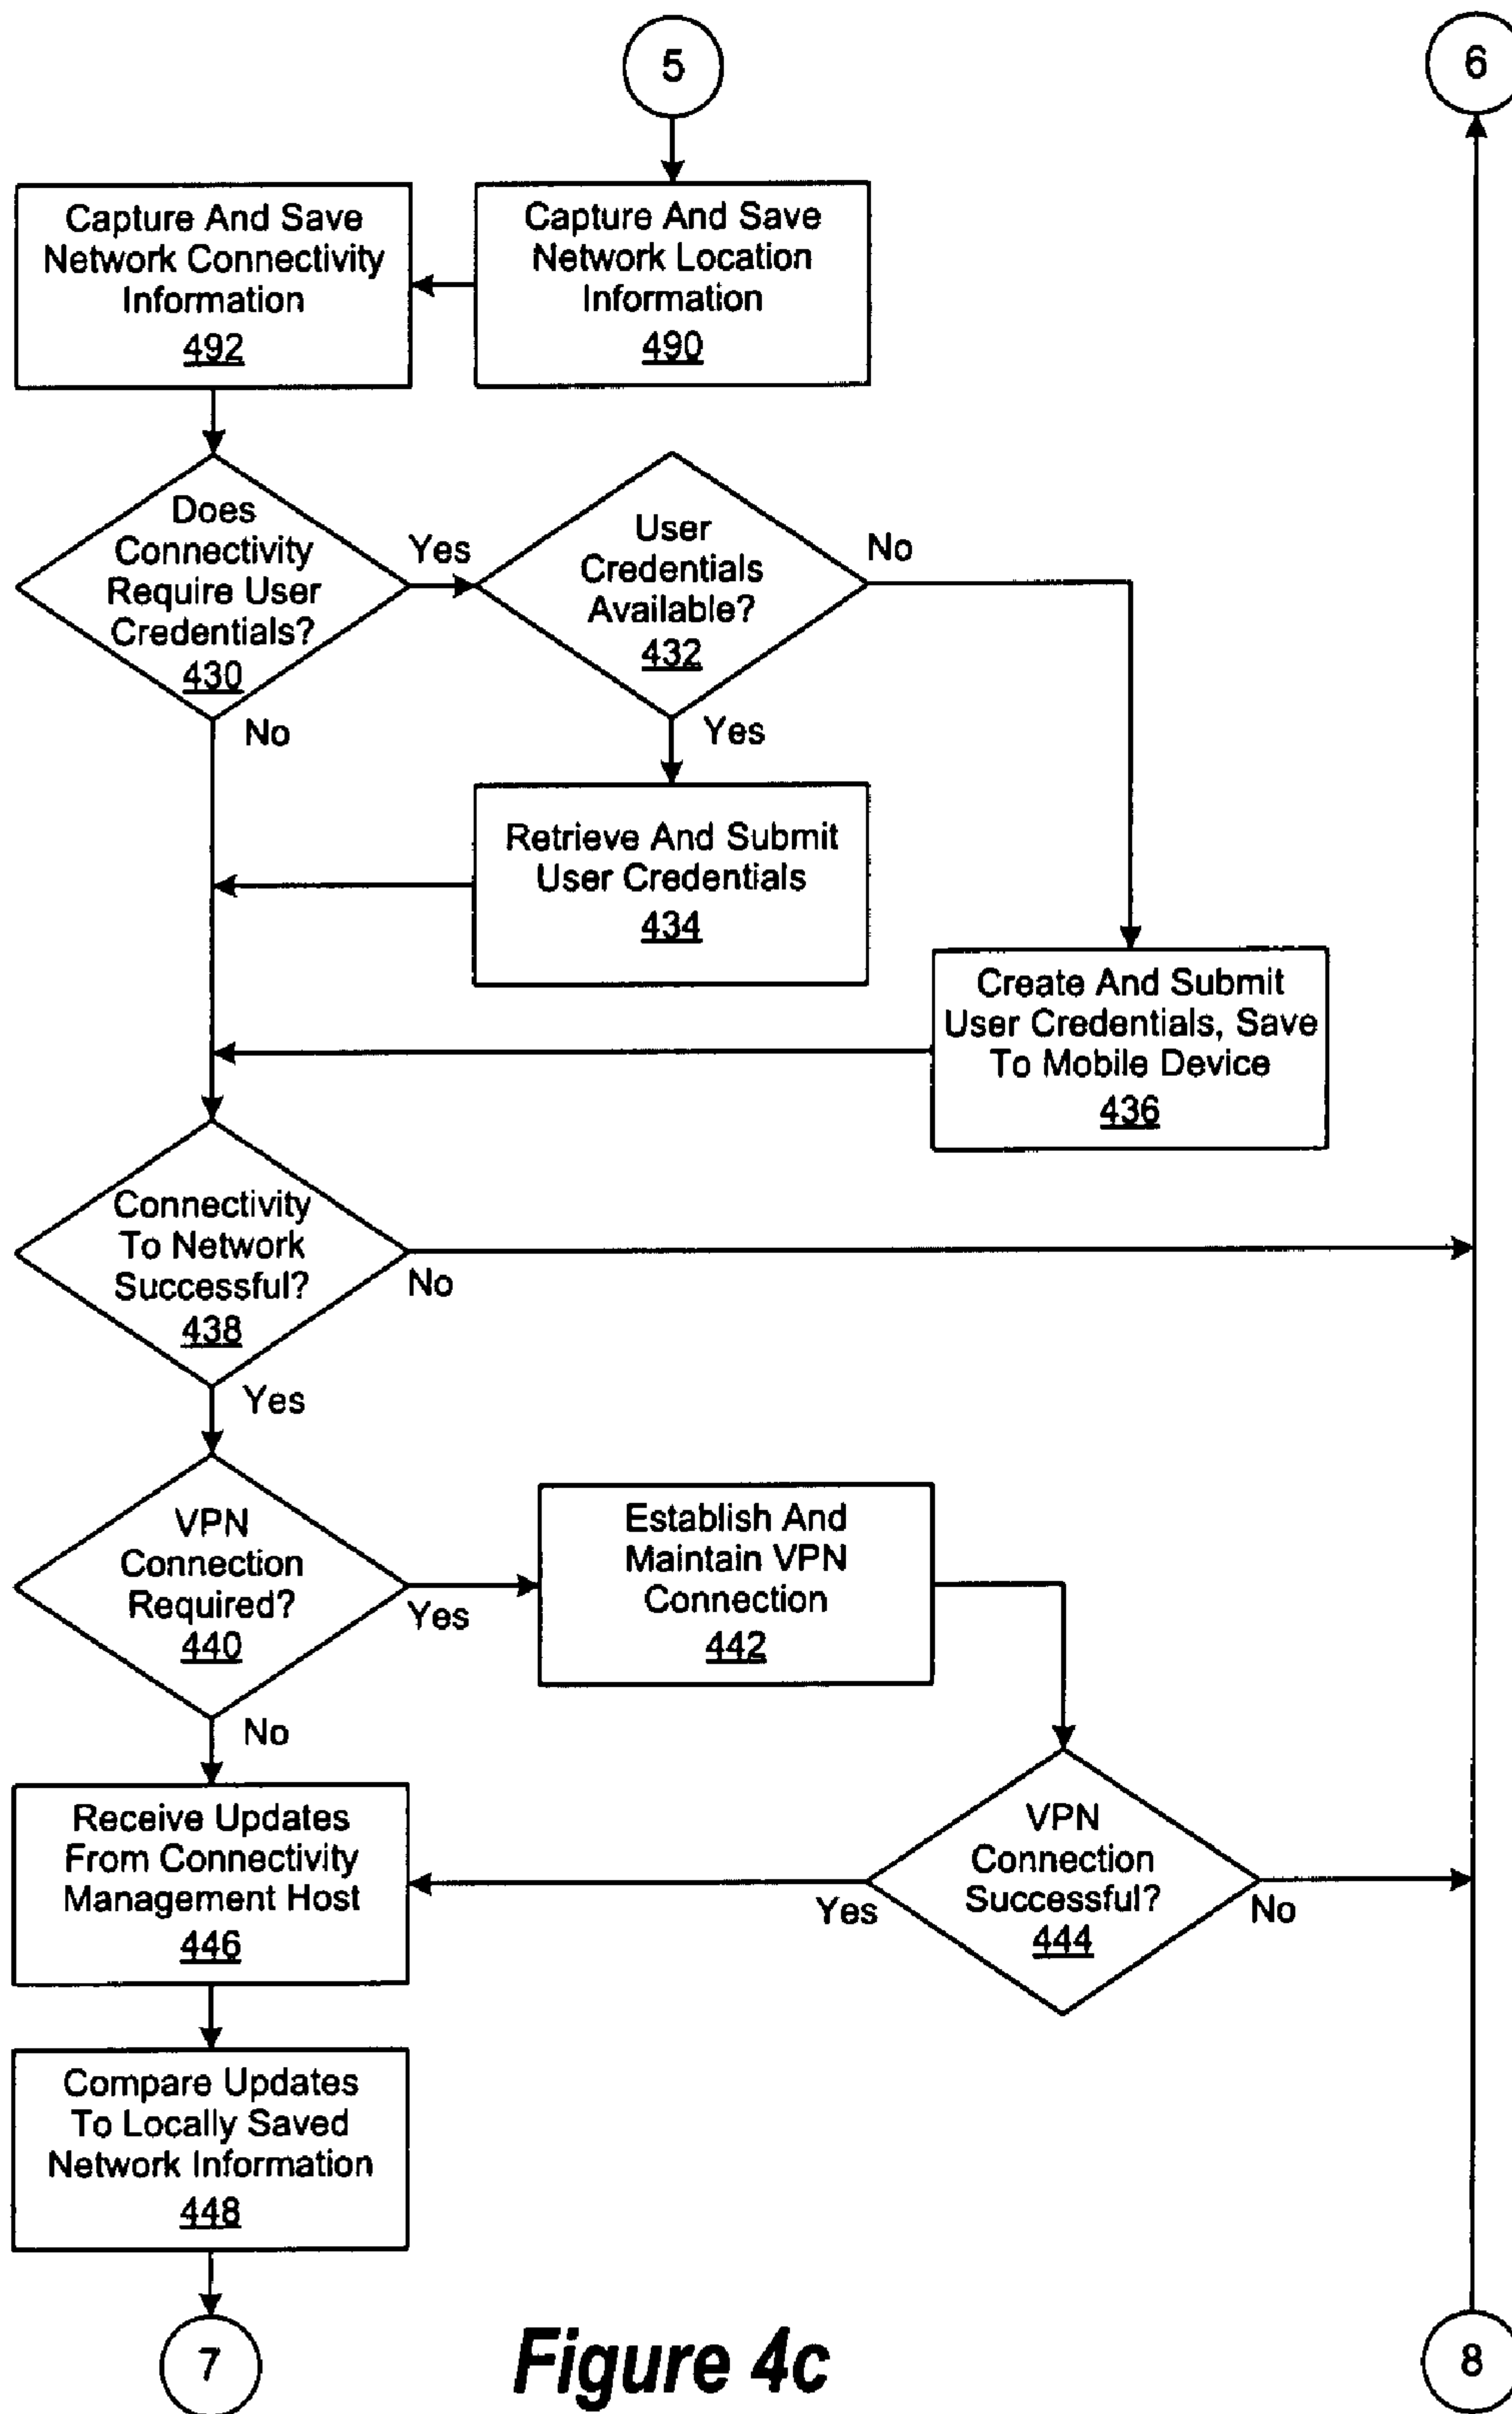 5
6
Capture And Save
Network Connectivity
Information
492
Capture And Save
Network Location
Information
490
Does
Connectivity
Require User
Credentials?
430
Yes
No
User
Credentials
Available?
432
No
Yes
Retrieve And Submit
User Credentials
434
Create And Submit
User Credentials, Save
To Mobile Device
436
Connectivity
To Network
Successful?
438
No
Yes
VPN
Connection
Required?
440
Yes
No
Establish And
Maintain VPN
Connection
442
Receive Updates
From Connectivity
Management Host
446
VPN
Connection
Successful?
444
Yes
No
Compare Updates
To Locally Saved
Network Information
448
7
Figure 4c
8